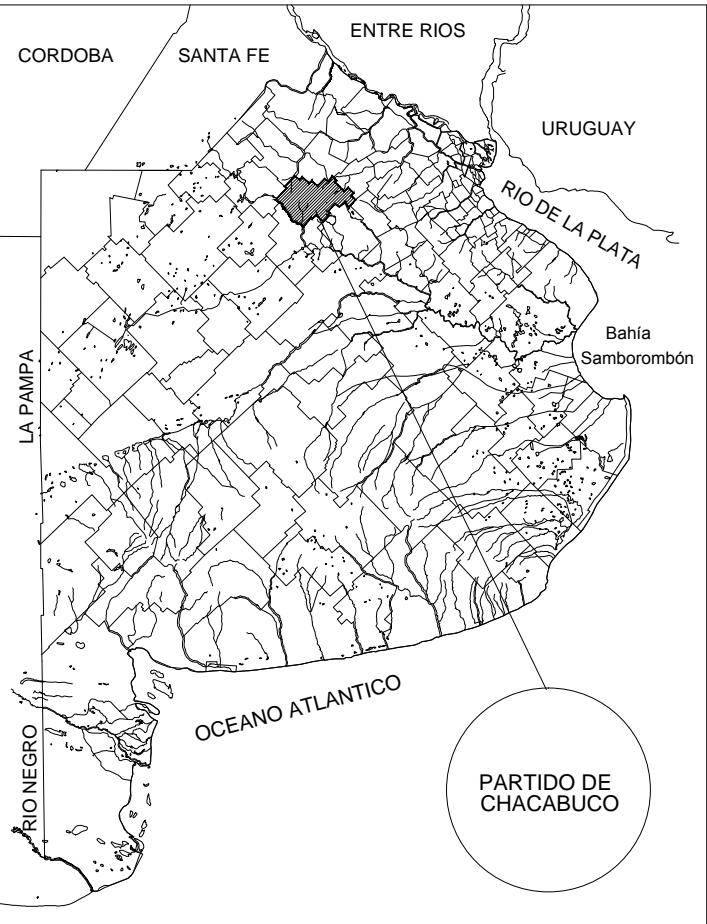 ENTRE RIOS
CORDOBA
SANTA FE
URUGUAY
RIO DE LA PLATA
Bahía
Samborombón
LA PAMPA
OCEANO ATLANTICO
RIO NEGRO
PARTIDO DE
CHACABUCO